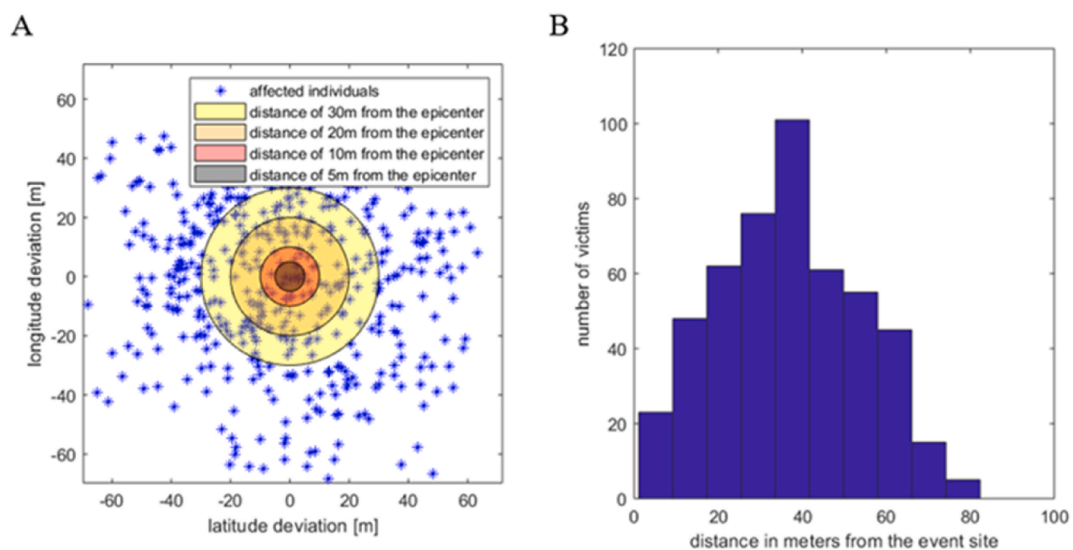 A
60
40
20
0
-20
-40
-60
longitude deviation [m]
affected individuals
distance of 30m from the epicenter
distance of 20m from the epicenter
distance of 10m from the epicenter
distance of 5m from the epicenter
-60 -40 -20 0 20 40 60
latitude deviation [m]
B
120
100
80
60
40
20
0
number of victims
0 20 40 60 80 100
distance in meters from the event site